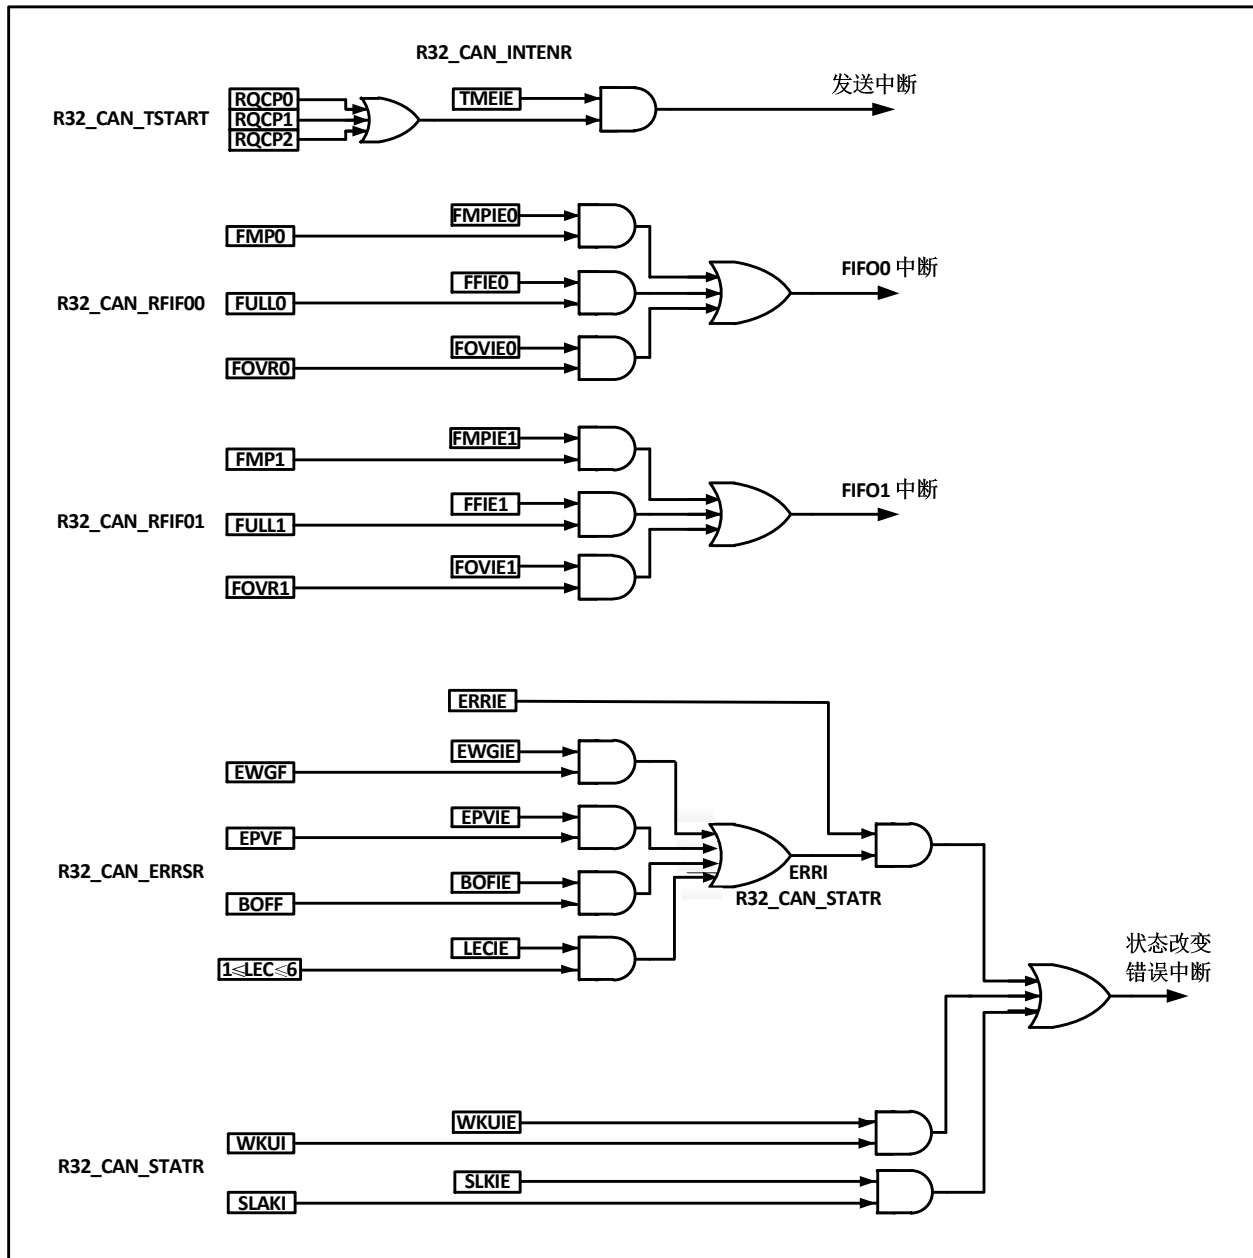 R32_CAN_INTENR
发送中断
R32_CAN_TSTART
RQCP0
RQCP1
RQCP2
TMEIE
FMPIE0
FMP0
FIFO0 中断
R32_CAN_RFIF00
FFIE0
FULL0
FOVIE0
FOVR0
FMPIE1
FMP1
FIFO1 中断
R32_CAN_RFIF01
FFIE1
FULL1
FOVIE1
FOVR1
ERRIE
EWGIE
EWGF
EPVIE
EPVF
R32_CAN_ERRSR
BOFIE
BOFF
ERRI
R32_CAN_STATR
LECIE
1≤LEC≤6
状态改变
错误中断
WKUIE
WKUI
R32_CAN_STATR
SLKIE
SLAKI